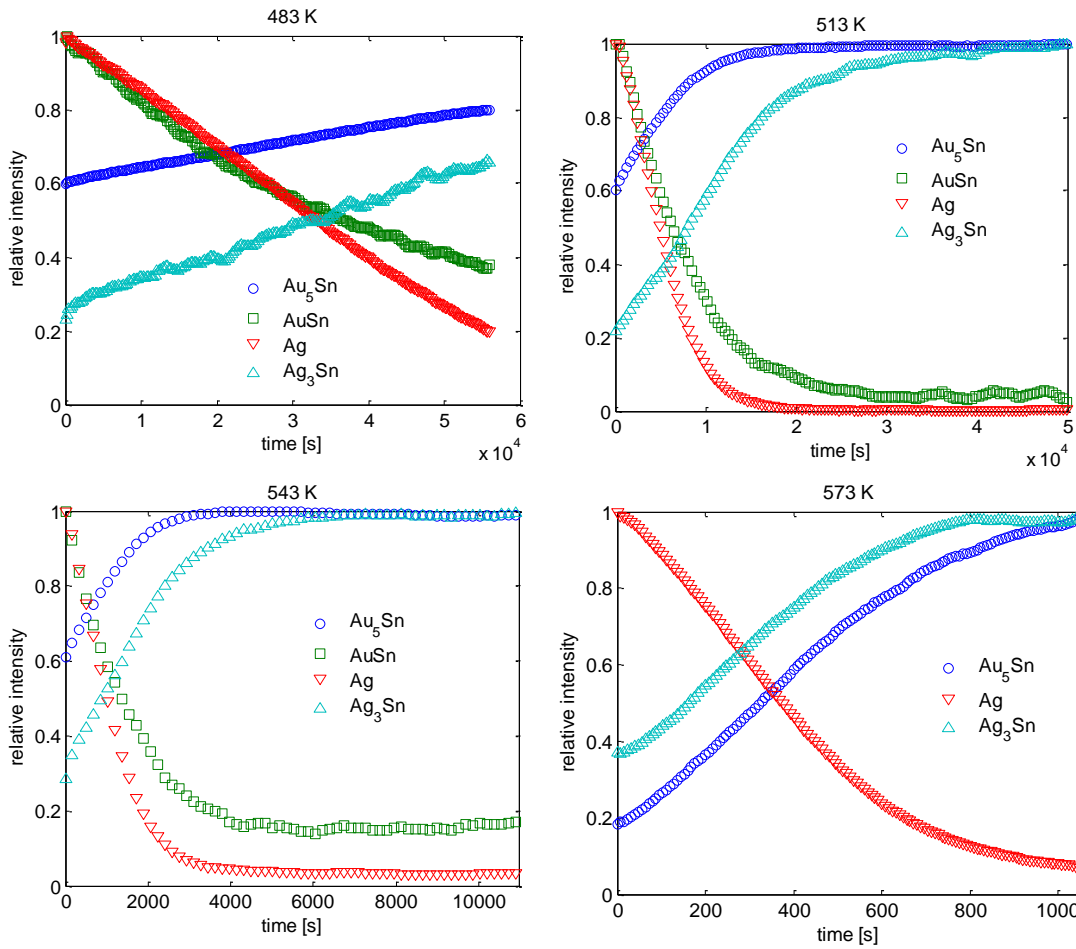 483 K
1
0.8
0.6
0.4
0.2
0
relative intensity
Au5Sn
AuSn
Ag
Ag3Sn
0 1 2 3 4 5 6
time [s]
x 10^4
513 K
1
0.8
0.6
0.4
0.2
0
relative intensity
Au5Sn
AuSn
Ag
Ag3Sn
0 1 2 3 4 5
time [s]
x 10^4
543 K
1
0.8
0.6
0.4
0.2
0
relative intensity
Au5Sn
AuSn
Ag
Ag3Sn
0 2000 4000 6000 8000 10000
time [s]
573 K
1
0.8
0.6
0.4
0.2
0
relative intensity
Au5Sn
Ag
Ag3Sn
0 200 400 600 800 1000
time [s]